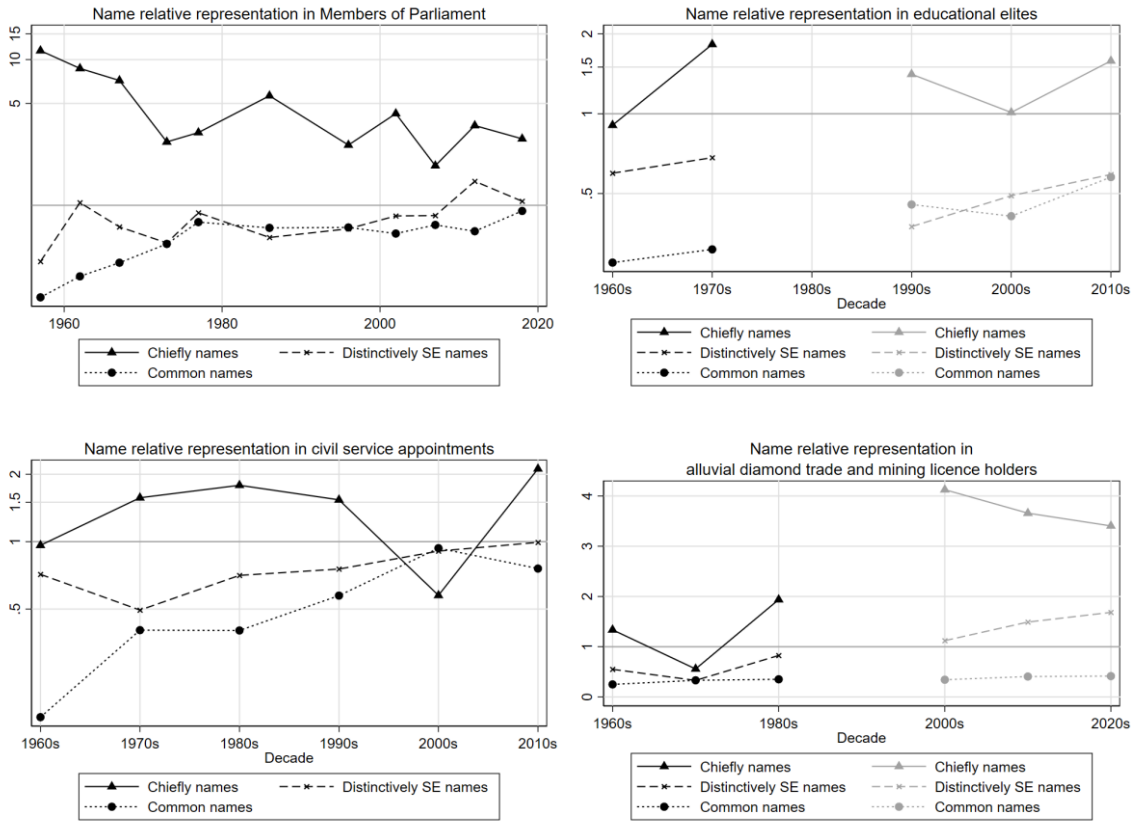 Name relative representation in Members of Parliament
15
10
5
1960
1980
2000
2020
Chiefly names
Distinctively SE names
Common names
Name relative representation in educational elites
2
1.5
1
.5
1960s
1970s
1980s
1990s
2000s
2010s
Decade
Chiefly names
Chiefly names
Distinctively SE names
Distinctively SE names
Common names
Common names
Name relative representation in civil service appointments
2
1.5
1
.5
1960s
1970s
1980s
1990s
2000s
2010s
Decade
Chiefly names
Distinctively SE names
Common names
Name relative representation in
alluvial diamond trade and mining licence holders
4
3
2
1
0
1960s
1980s
2000s
2020s
Decade
Chiefly names
Chiefly names
Distinctively SE names
Distinctively SE names
Common names
Common names